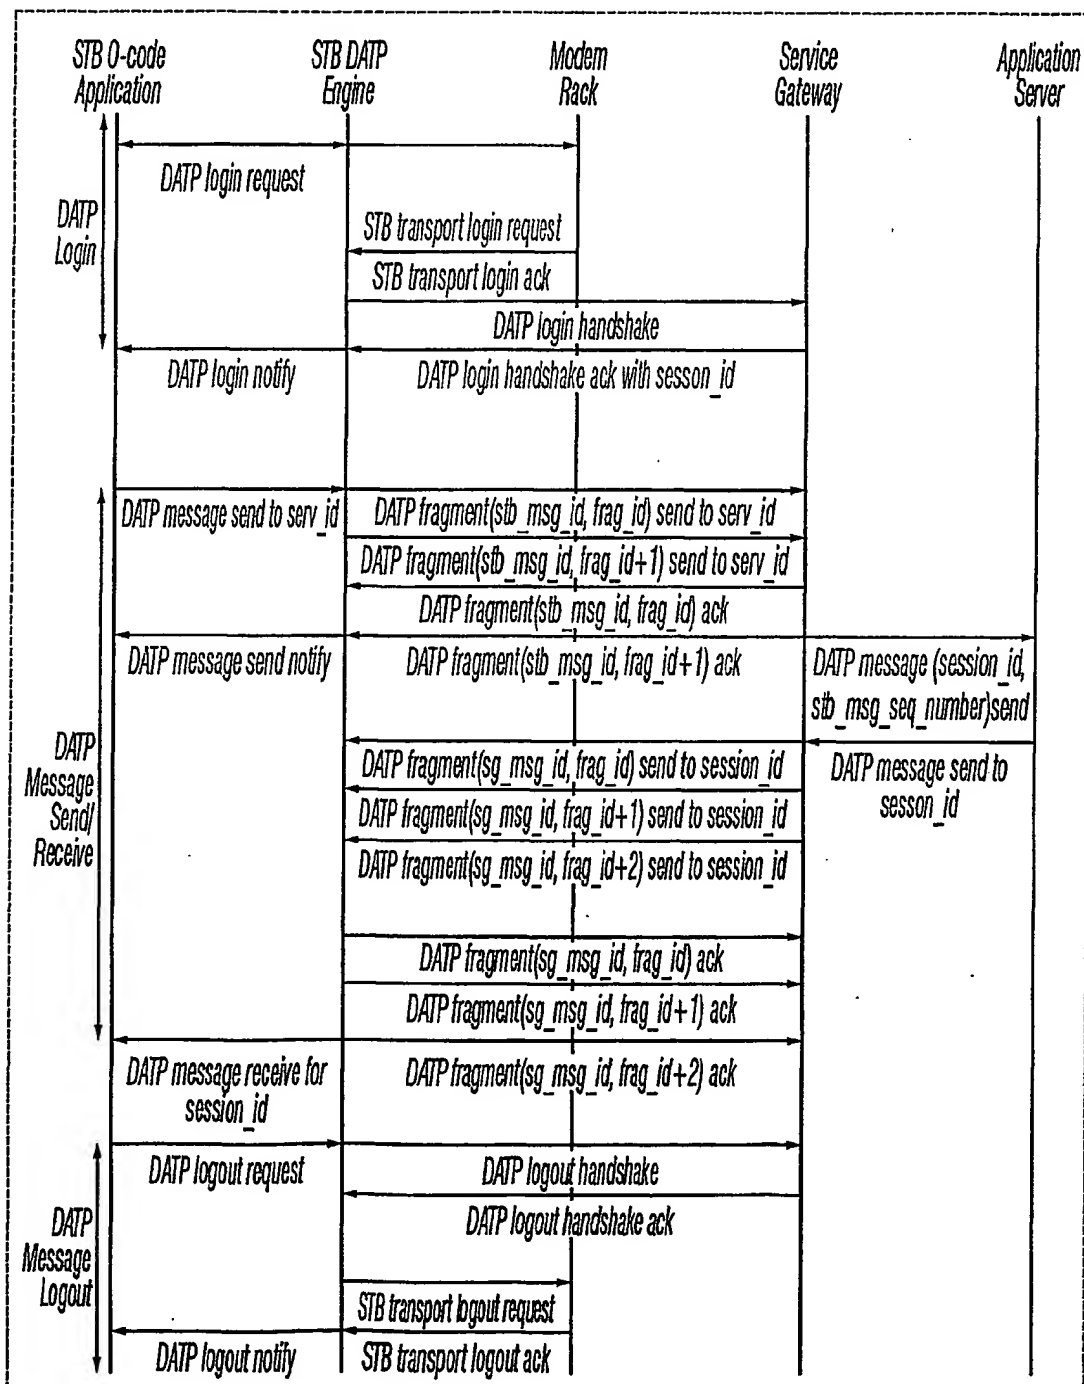 STB O-code
Application
STB DATP
Engine
Modem
Rack
Service
Gateway
Application
Server
DATP
Login
DATP login request
STB transport login request
STB transport login ack
DATP login handshake
DATP login notify
DATP login handshake ack with sesson_id
DATP message send to serv_id
DATP fragment(stb_msg_id, frag_id) send to serv_id
DATP fragment(stb_msg_id, frag_id+1) send to serv_id
DATP fragment(stb_msg_id, frag_id) ack
DATP message send notify
DATP fragment(stb_msg_id, frag_id+1) ack
DATP message (session_id,
stb_msg_seq_number)send
DATP
Message
Send/
Receive
DATP fragment(sg_msg_id, frag_id) send to session_id
DATP message send to
sesson_id
DATP fragment(sg_msg_id, frag_id+1) send to session_id
DATP fragment(sg_msg_id, frag_id+2) send to session_id
DATP fragment(sg_msg_id, frag_id) ack
DATP fragment(sg_msg_id, frag_id+1) ack
DATP message receive for
session_id
DATP fragment(sg_msg_id, frag_id+2) ack
DATP logout request
DATP logout handshake
DATP logout handshake ack
DATP
Message
Logout
STB transport logout request
DATP logout notify
STB transport logout ack